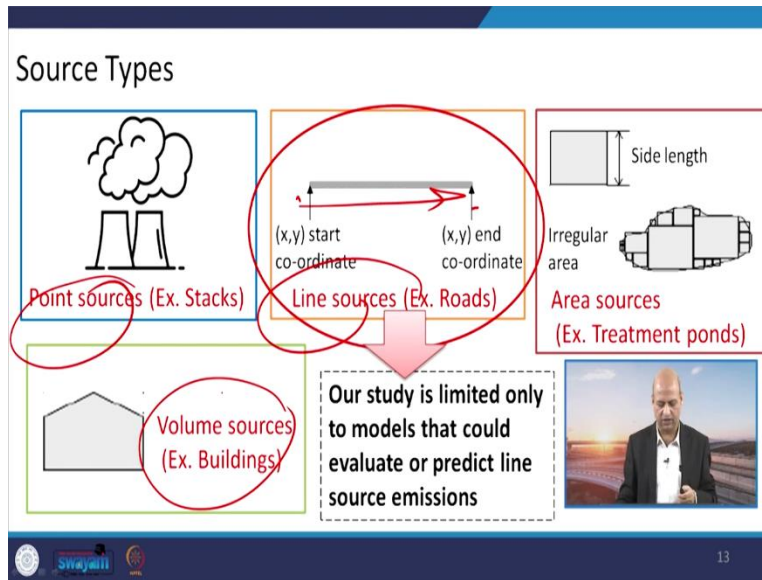 Source Types
Point sources (Ex. Stacks)
(x,y) start
co-ordinate
(x,y) end
co-ordinate
Line sources (Ex. Roads)
Side length
Irregular
area
Area sources
(Ex. Treatment ponds)
Volume sources
(Ex. Buildings)
Our study is limited only
to models that could
evaluate or predict line
source emissions
swayam
13